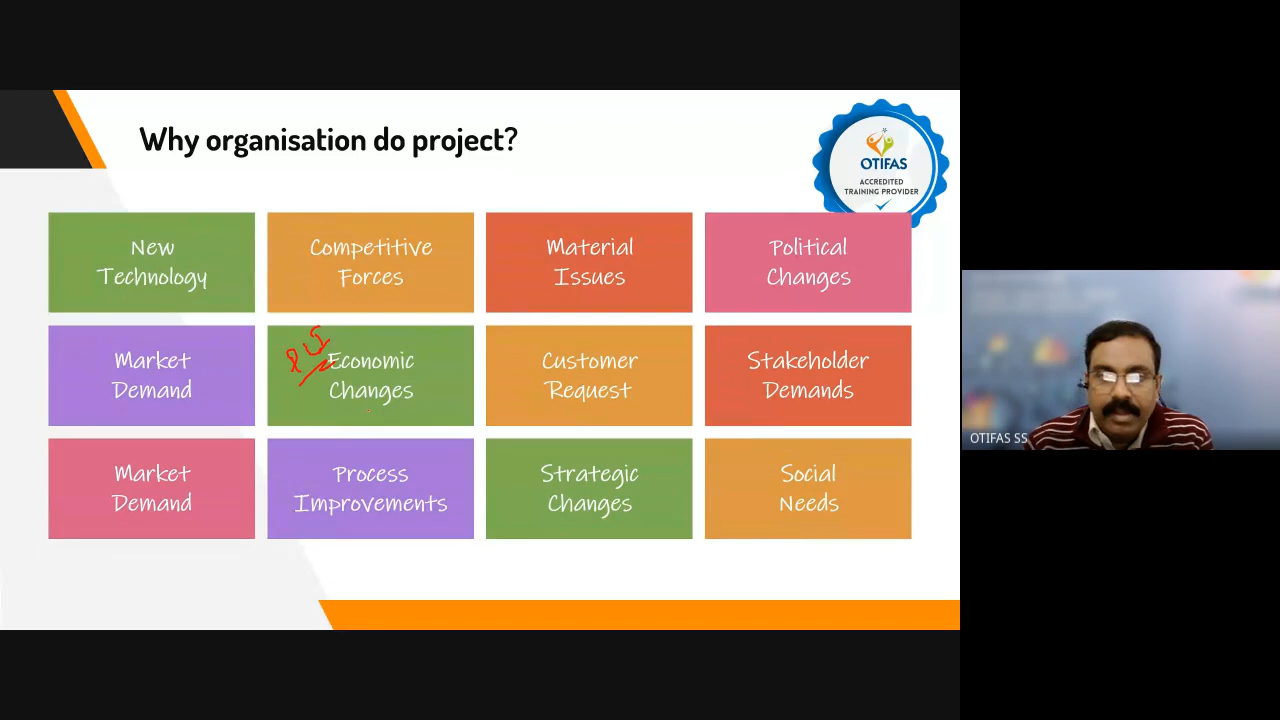 Why organisation do project?
OTIFAS
ACCREDITED
TRAINING PROVIDER
New
Technology
Competitive
Forces
Material
Issues
Political
Changes
Market
Demand
Economic
Changes
Customer
Request
Stakeholder
Demands
Market
Demand
Process
Improvements
Strategic
Changes
Social
Needs
OTIFAS SS